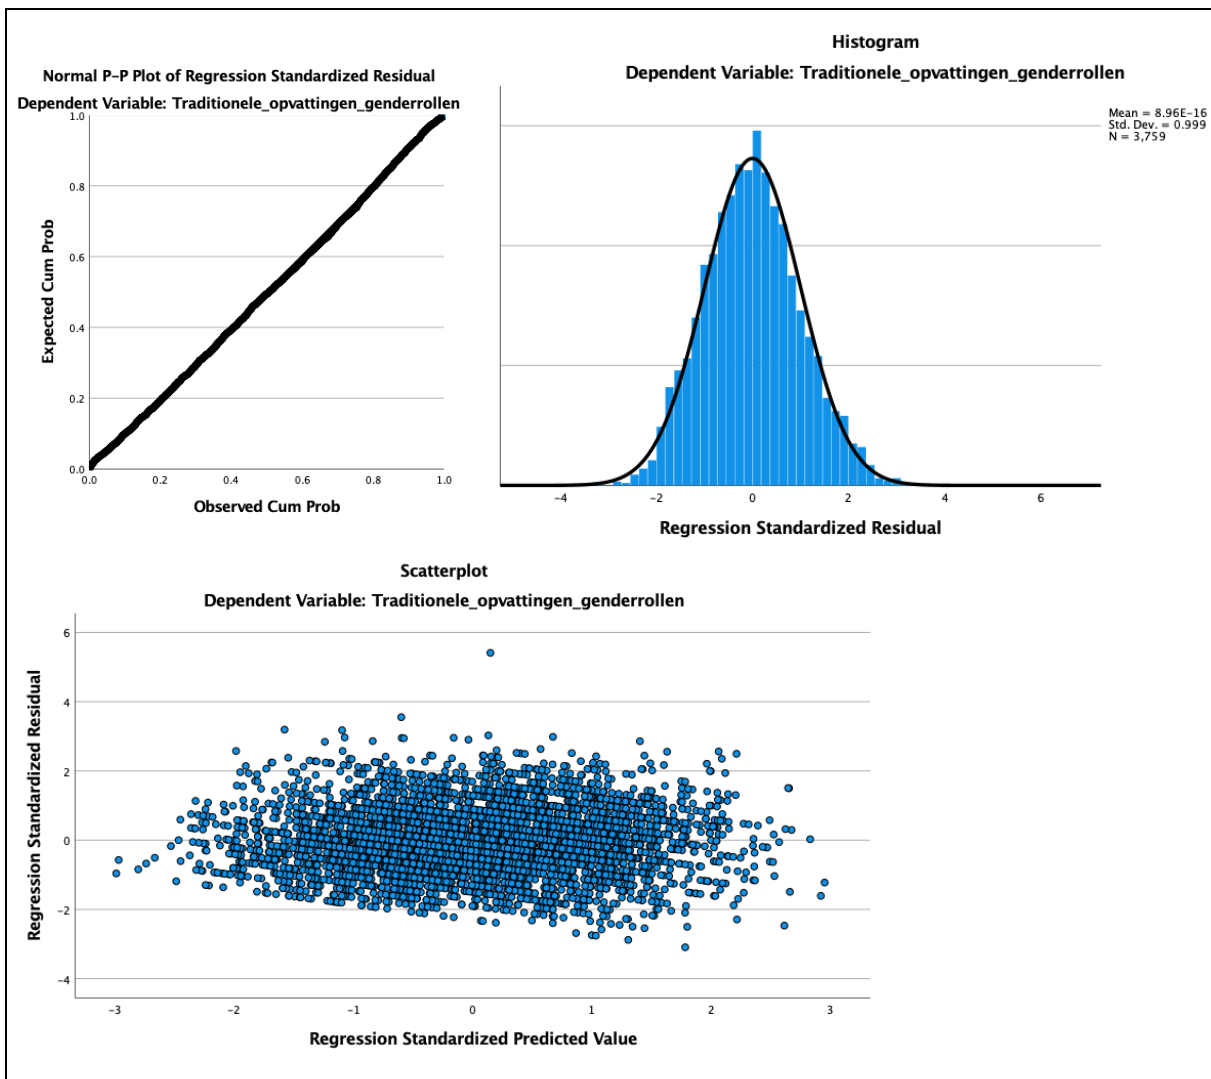 Normal P-P Plot of Regression Standardized Residual
Dependent Variable: Traditionele_opvattingen_genderrollen
1.0
0.8
0.6
0.4
0.2
0.0
Expected Cum Prob
0.0 0.2 0.4 0.6 0.8 1.0
Observed Cum Prob
Histogram
Dependent Variable: Traditionele_opvattingen_genderrollen
Mean = 8.96E-16
Std. Dev. = 0.999
N = 3,759
-4 -2 0 2 4 6
Regression Standardized Residual
Scatterplot
Dependent Variable: Traditionele_opvattingen_genderrollen
6
4
2
0
-2
-4
Regression Standardized Residual
-3 -2 -1 0 1 2 3
Regression Standardized Predicted Value